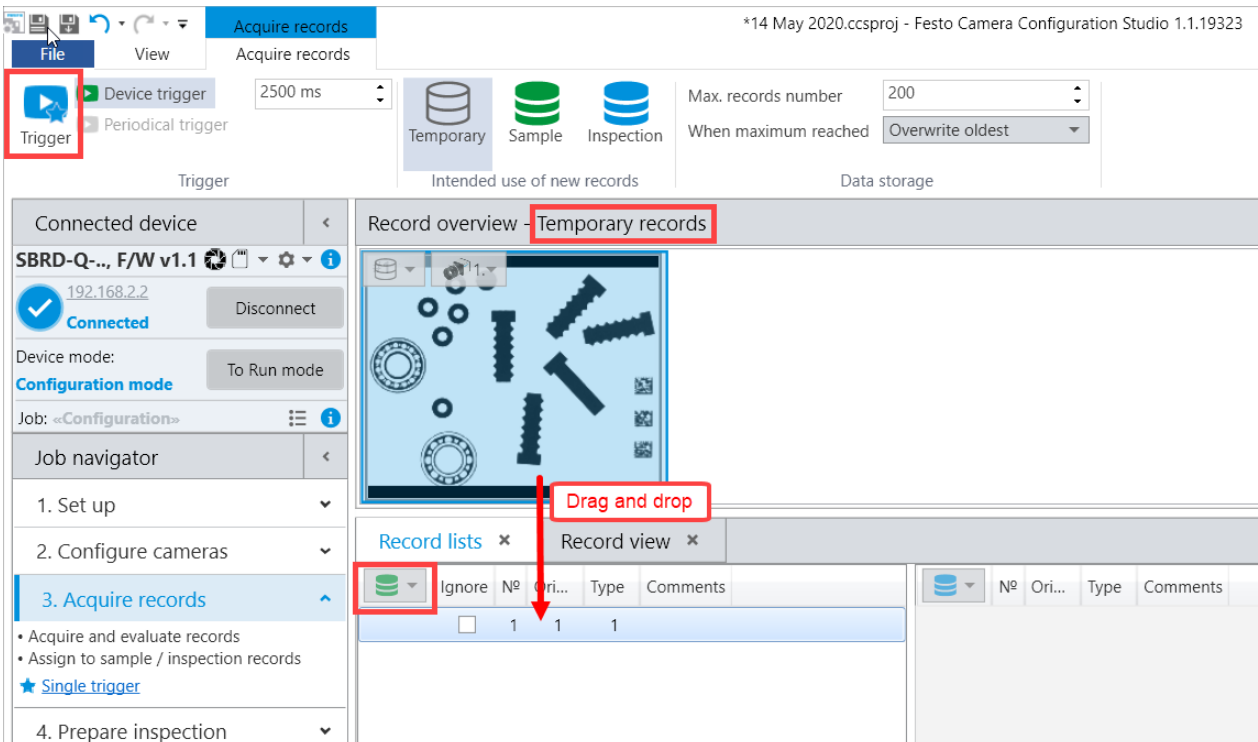 Acquire records
*14 May 2020.ccsproj - Festo Camera Configuration Studio 1.1.19323
File View Acquire records
Trigger
Device trigger
Periodical trigger
2500 ms
Trigger
Temporary Sample Inspection
Intended use of new records
Max. records number 200
When maximum reached Overwrite oldest
Data storage
Connected device
SBRD-Q-.., F/W v1.1
192.168.2.2
Connected
Disconnect
Device mode:
Configuration mode
To Run mode
Job: «Configuration»
Job navigator
1. Set up
2. Configure cameras
3. Acquire records
• Acquire and evaluate records
• Assign to sample / inspection records
Single trigger
4. Prepare inspection
Record overview - Temporary records
1.
Drag and drop
Record lists Record view
Ignore Nº Ori... Type Comments
1 1 1
Nº Ori... Type Comments